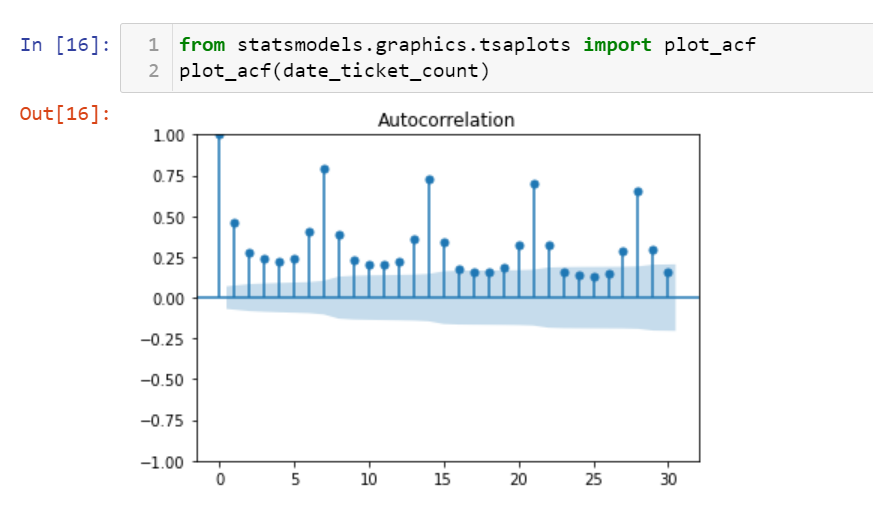 In [16]:
1 from statsmodels.graphics.tsaplots import plot_acf
2 plot_acf(date_ticket_count)
Out[16]:
Autocorrelation
1.00
0.75
0.50
0.25
0.00
−0.25
−0.50
−0.75
−1.00
0 5 10 15 20 25 30